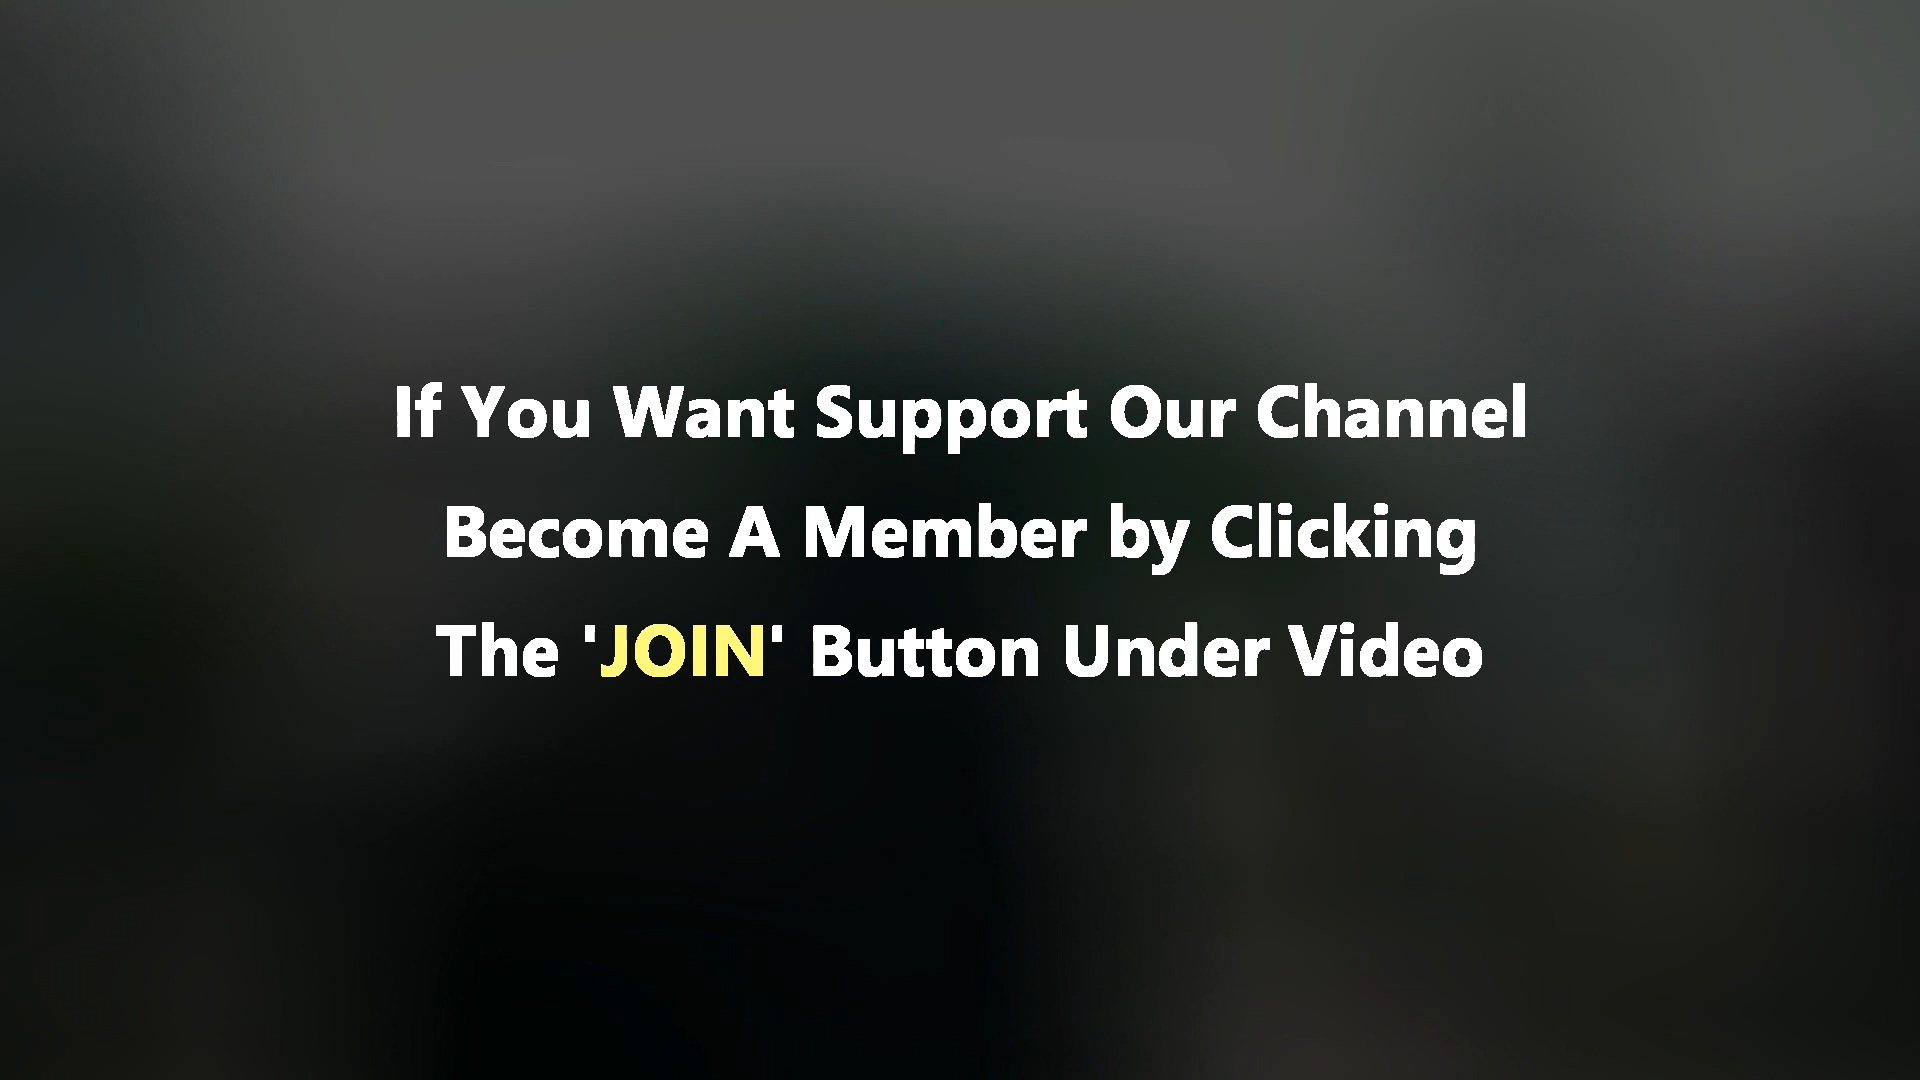 If You Want Support Our Channel
Become A Member by Clicking
The 'JOIN' Button Under Video